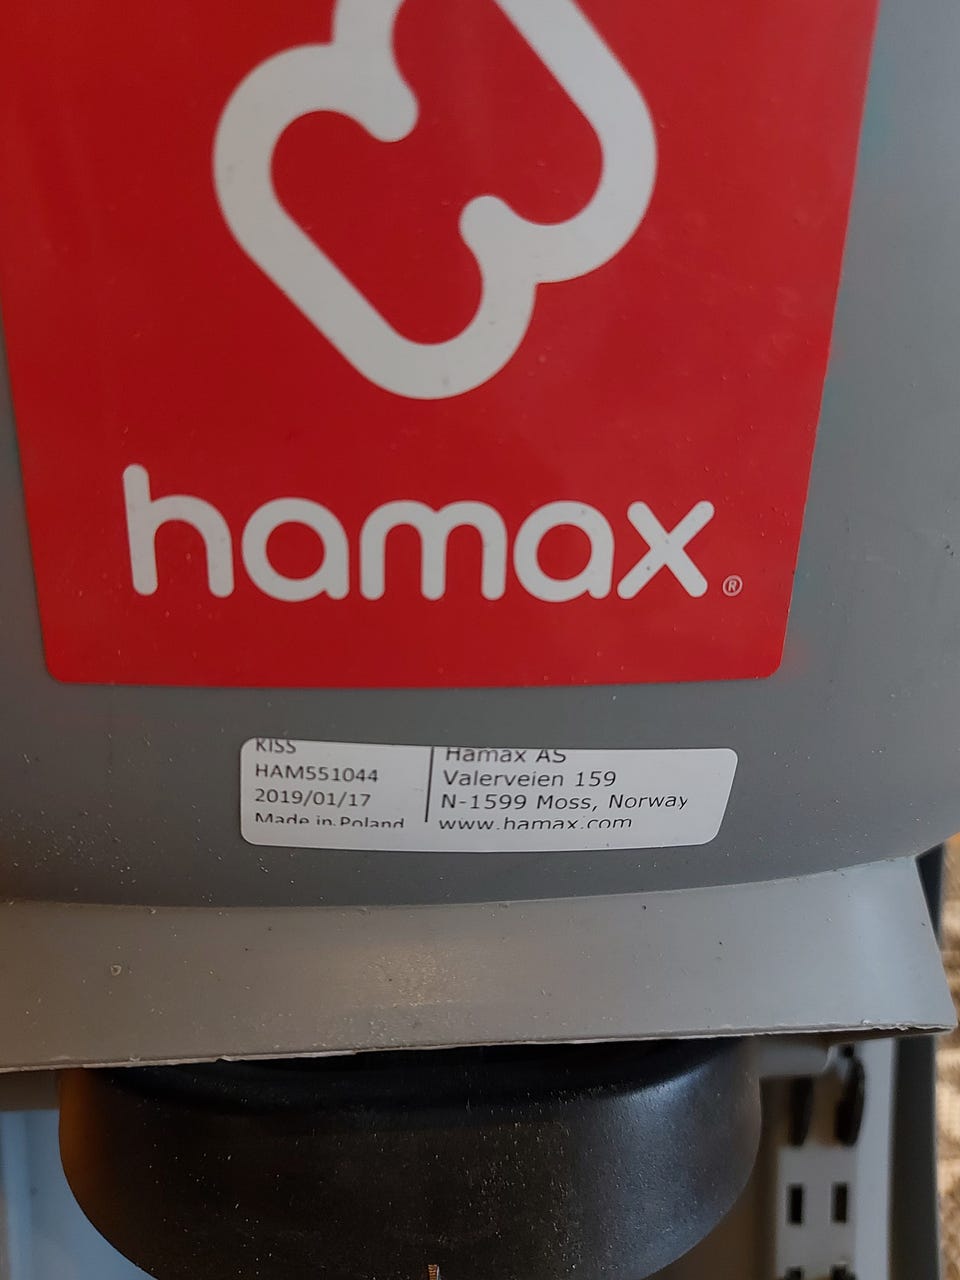 hamax®
KISS
HAM551044
2019/01/17
Made in Poland
Hamax AS
Valerveien 159
N-1599 Moss, Norway
www.hamax.com